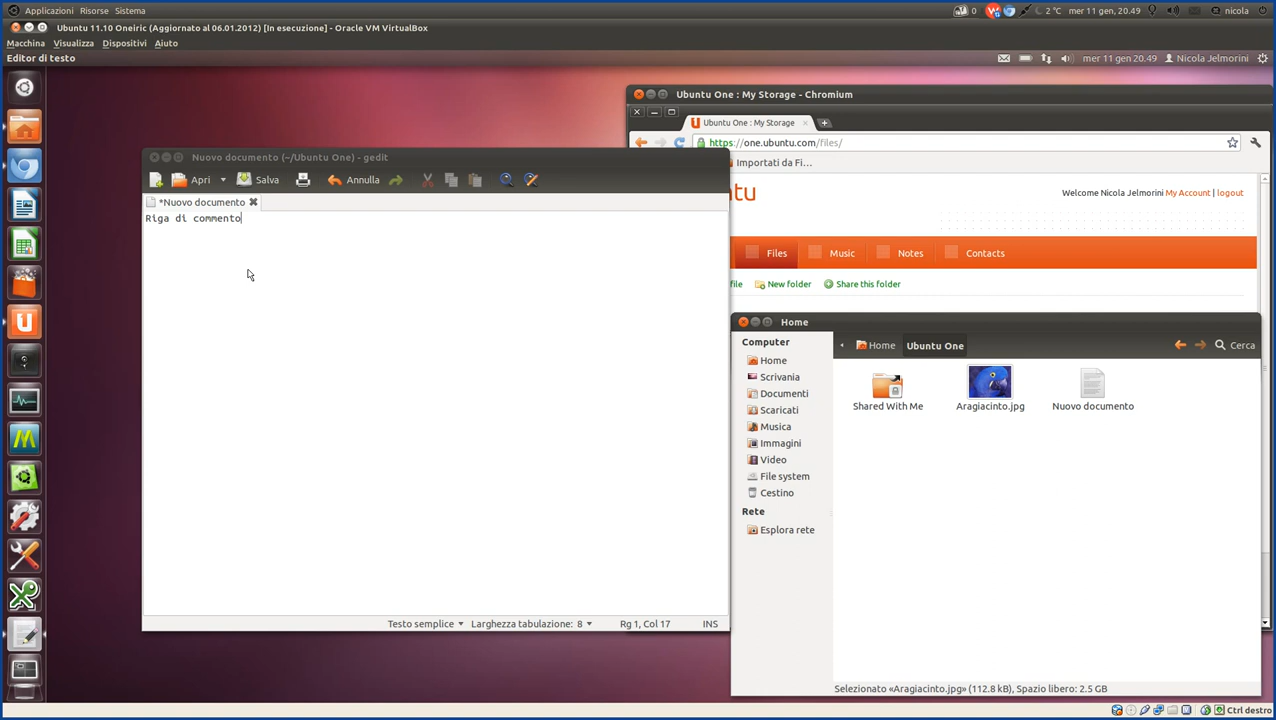 Applicazioni Risorse Sistema
0 2 °C mer 11 gen, 20.49 nicola
Ubuntu 11.10 Oneiric (Aggiornato al 06.01.2012) [In esecuzione] - Oracle VM VirtualBox
Macchina Visualizza Dispositivi Aiuto
Editor di testo
mer 11 gen 20.49 Nicola Jelmorini
Ubuntu One : My Storage - Chromium
Ubuntu One : My Storage
https://one.ubuntu.com/files/
Importati da Fi...
ntu
Welcome Nicola Jelmorini My Account | logout
Files Music Notes Contacts
file New folder Share this folder
Nuovo documento (~/Ubuntu One) - gedit
Apri Salva Annulla
*Nuovo documento
Riga di commento
Testo semplice Larghezza tabulazione: 8 Rg 1, Col 17 INS
Home
Computer
Home
Scrivania
Documenti
Scaricati
Musica
Immagini
Video
File system
Cestino
Rete
Esplora rete
Home Ubuntu One Cerca
Shared With Me
Aragiacinto.jpg
Nuovo documento
Selezionato «Aragiacinto.jpg» (112.8 kB), Spazio libero: 2.5 GB
Ctrl destro